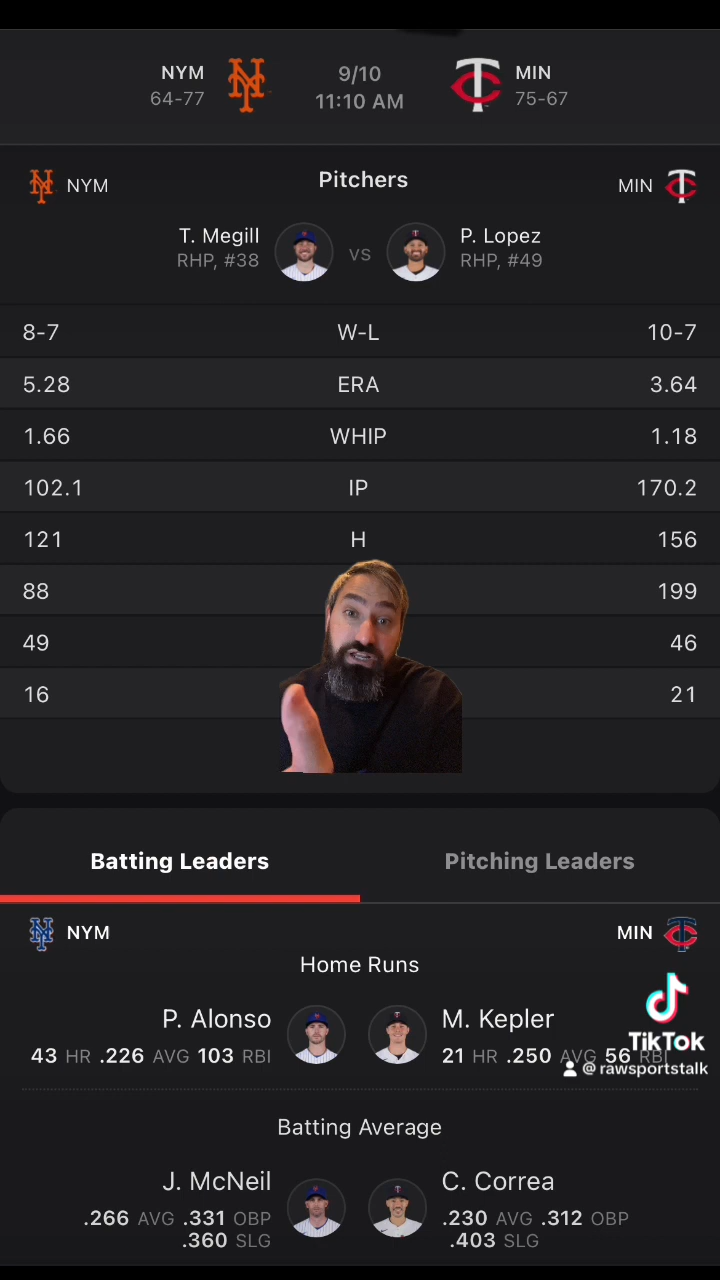 NYM
64-77
9/10
11:10 AM
MIN
75-67
NYM
Pitchers
MIN
T. Megill
RHP, #38
VS
P. Lopez
RHP, #49
8-7 W-L 10-7
5.28 ERA 3.64
1.66 WHIP 1.18
102.1 IP 170.2
121 H 156
88 199
49 46
16 21
Batting Leaders Pitching Leaders
NYM MIN
Home Runs
P. Alonso M. Kepler
43 HR .226 AVG 103 RBI 21 HR .250 AVG 56 RBI
TikTok
@rawsportstalk
Batting Average
J. McNeil C. Correa
.266 AVG .331 OBP .230 AVG .312 OBP
.360 SLG .403 SLG